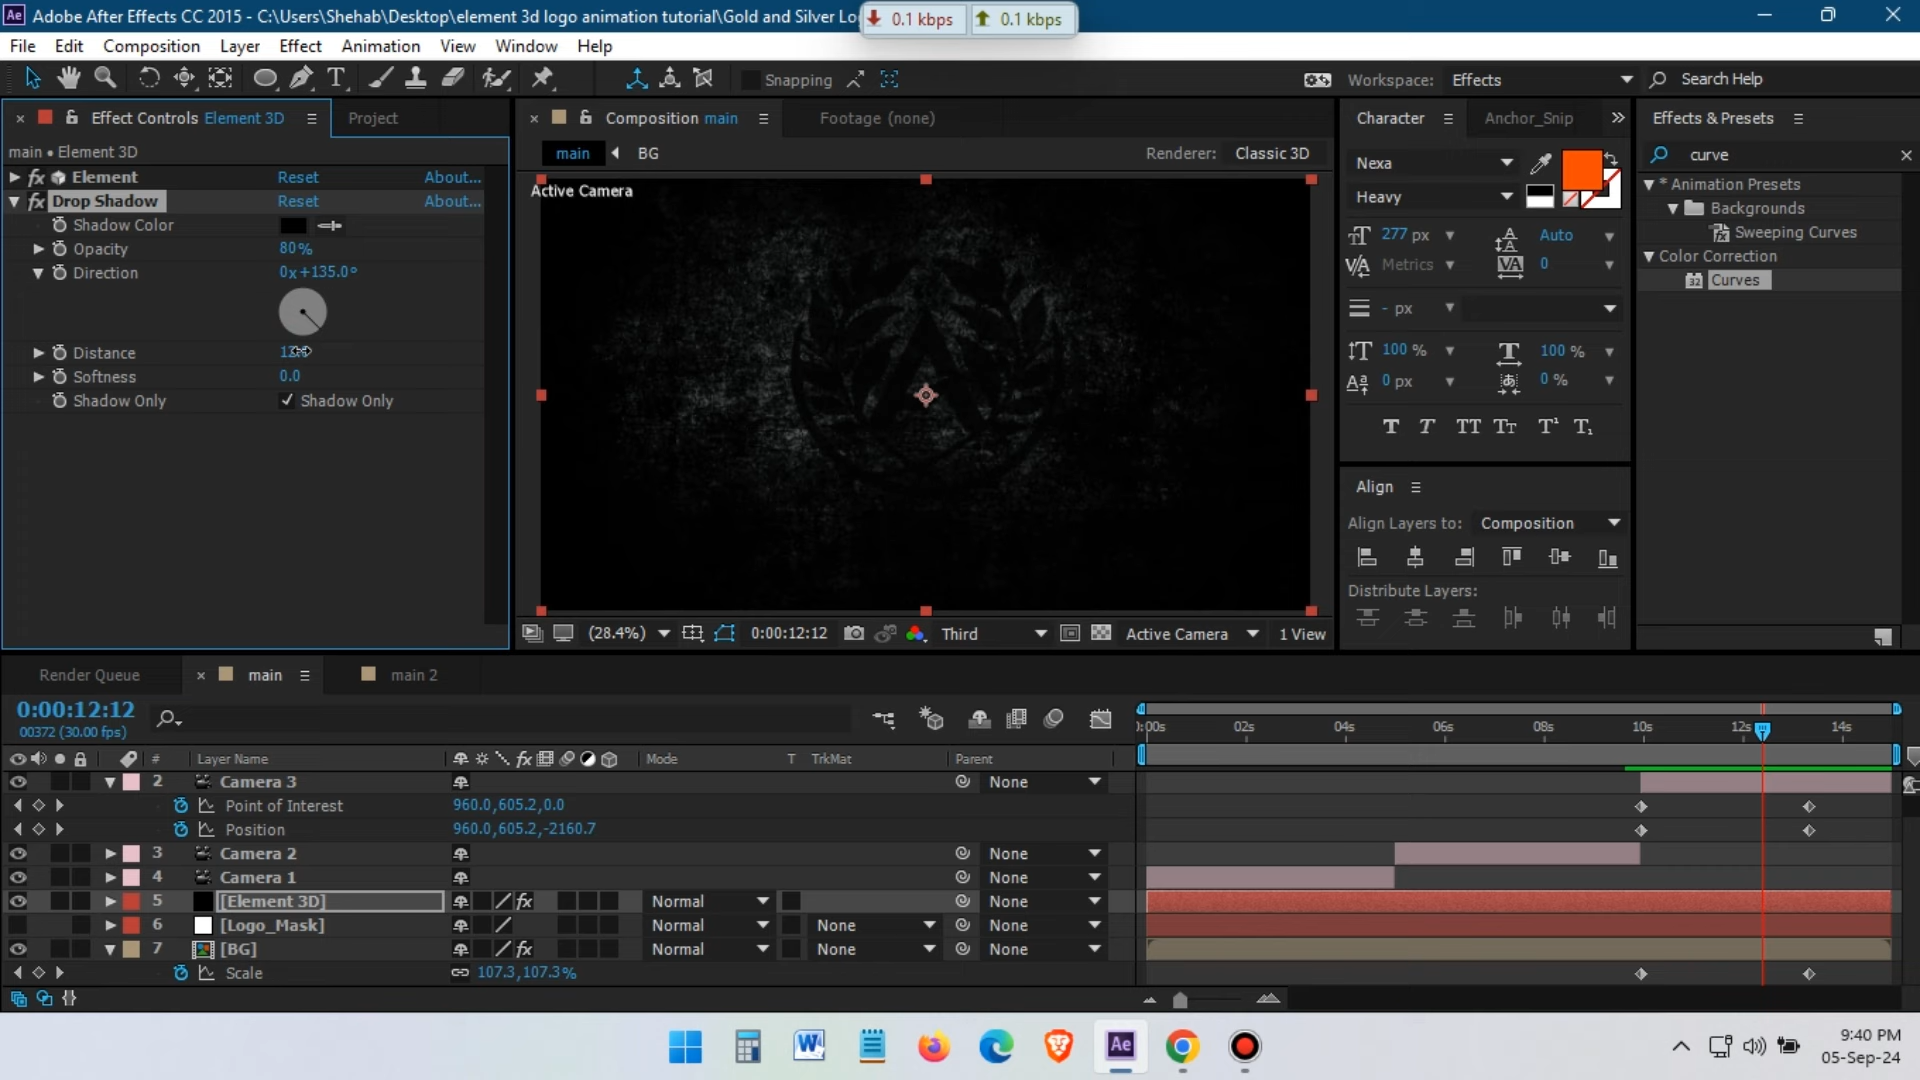 Adobe After Effects CC 2015 - C:\Users\Shehab\Desktop\element 3d logo animation tutorial\Gold and Silver Lo
0.1 kbps 0.1 kbps
File Edit Composition Layer Effect Animation View Window Help
Snapping
Workspace: Effects
Search Help
Effect Controls Element 3D
Project
main • Element 3D
Element Reset About...
Drop Shadow Reset About...
Shadow Color
Opacity 80%
Direction 0x+135.0°
Distance
Softness 0.0
Shadow Only Shadow Only
Composition main
Footage (none)
main BG
Renderer: Classic 3D
Active Camera
(28.4%) 0:00:12:12 Third Active Camera 1 View
Character Anchor_Snip
Nexa
Heavy
277 px Auto
Metrics 0
- px
100 % 100 %
0 px 0 %
Align
Align Layers to: Composition
Distribute Layers:
Effects & Presets
curve
* Animation Presets
Backgrounds
Sweeping Curves
Color Correction
32 Curves
Render Queue main main 2
0:00:12:12
00372 (30.00 fps)
):00s 02s 04s 06s 08s 10s 12s 14s
# Layer Name Mode T TrkMat Parent
2 Camera 3 None
Point of Interest 960.0,605.2,0.0
Position 960.0,605.2,-2160.7
3 Camera 2 None
4 Camera 1 None
5 [Element 3D] Normal None
6 [Logo_Mask] Normal None None
7 [BG] Normal None None
Scale 107.3,107.3%
9:40 PM
05-Sep-24